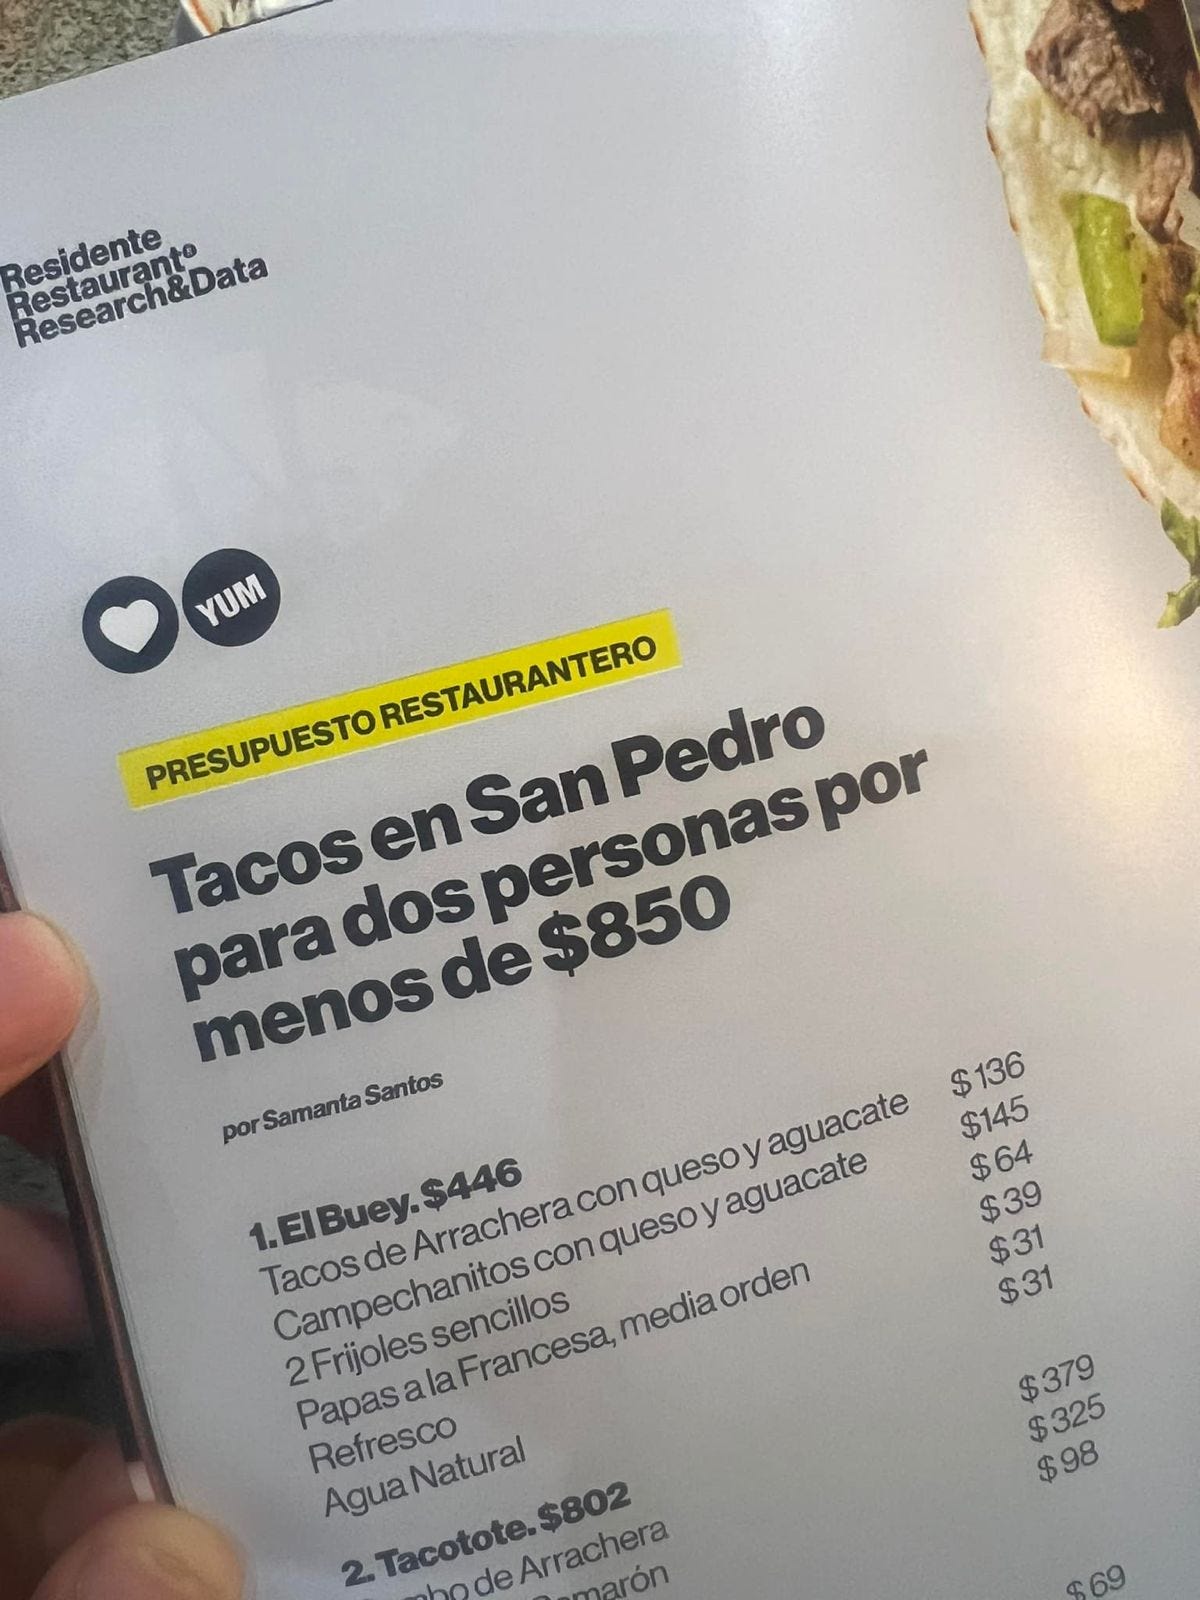 Residente
Restaurant®
Research&Data
YUM
PRESUPUESTO RESTAURANTERO
Tacos en San Pedro
para dos personas por
menos de $850
por Samanta Santos
1. El Buey. $446
Tacos de Arrachera con queso y aguacate $136
Campechanitos con queso y aguacate $145
2 Frijoles sencillos $64
Papas a la Francesa, media orden $39
Refresco $31
Agua Natural $31
2. Tacotote. $802
de Arrachera $379
$325
$98
$69